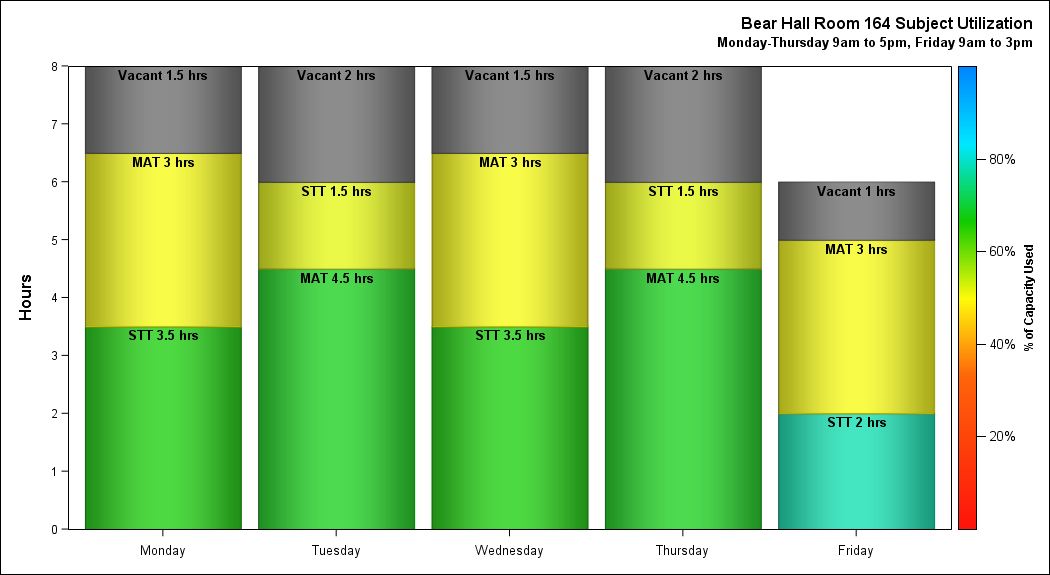 Bear Hall Room 164 Subject Utilization
Monday-Thursday 9am to 5pm, Friday 9am to 3pm
Hours
8
7
6
5
4
3
2
1
0
Vacant 1.5 hrs
MAT 3 hrs
STT 3.5 hrs
Vacant 2 hrs
STT 1.5 hrs
MAT 4.5 hrs
Vacant 1.5 hrs
MAT 3 hrs
STT 3.5 hrs
Vacant 2 hrs
STT 1.5 hrs
MAT 4.5 hrs
Vacant 1 hrs
MAT 3 hrs
STT 2 hrs
Monday
Tuesday
Wednesday
Thursday
Friday
80%
60%
40%
20%
% of Capacity Used